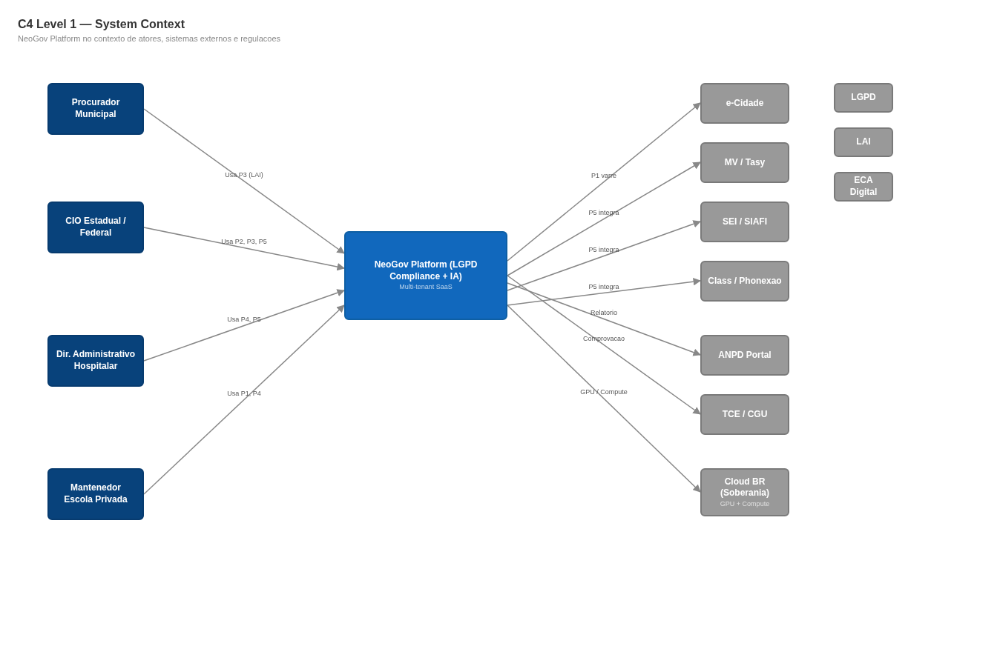 C4 Level 1 — System Context
NeoGov Platform no contexto de atores, sistemas externos e regulacoes
Procurador
Municipal
CIO Estadual /
Federal
Dir. Administrativo
Hospitalar
Mantenedor
Escola Privada
Usa P3 (LAI)
Usa P2, P3, P5
Usa P4, P5
Usa P1, P4
NeoGov Platform (LGPD
Compliance + IA)
Multi-tenant SaaS
P1 varre
P5 integra
P5 integra
P5 integra
Relatorio
Comprovacao
GPU / Compute
e-Cidade
MV / Tasy
SEI / SIAFI
Class / Phonexao
ANPD Portal
TCE / CGU
Cloud BR
(Soberania)
GPU + Compute
LGPD
LAI
ECA
Digital